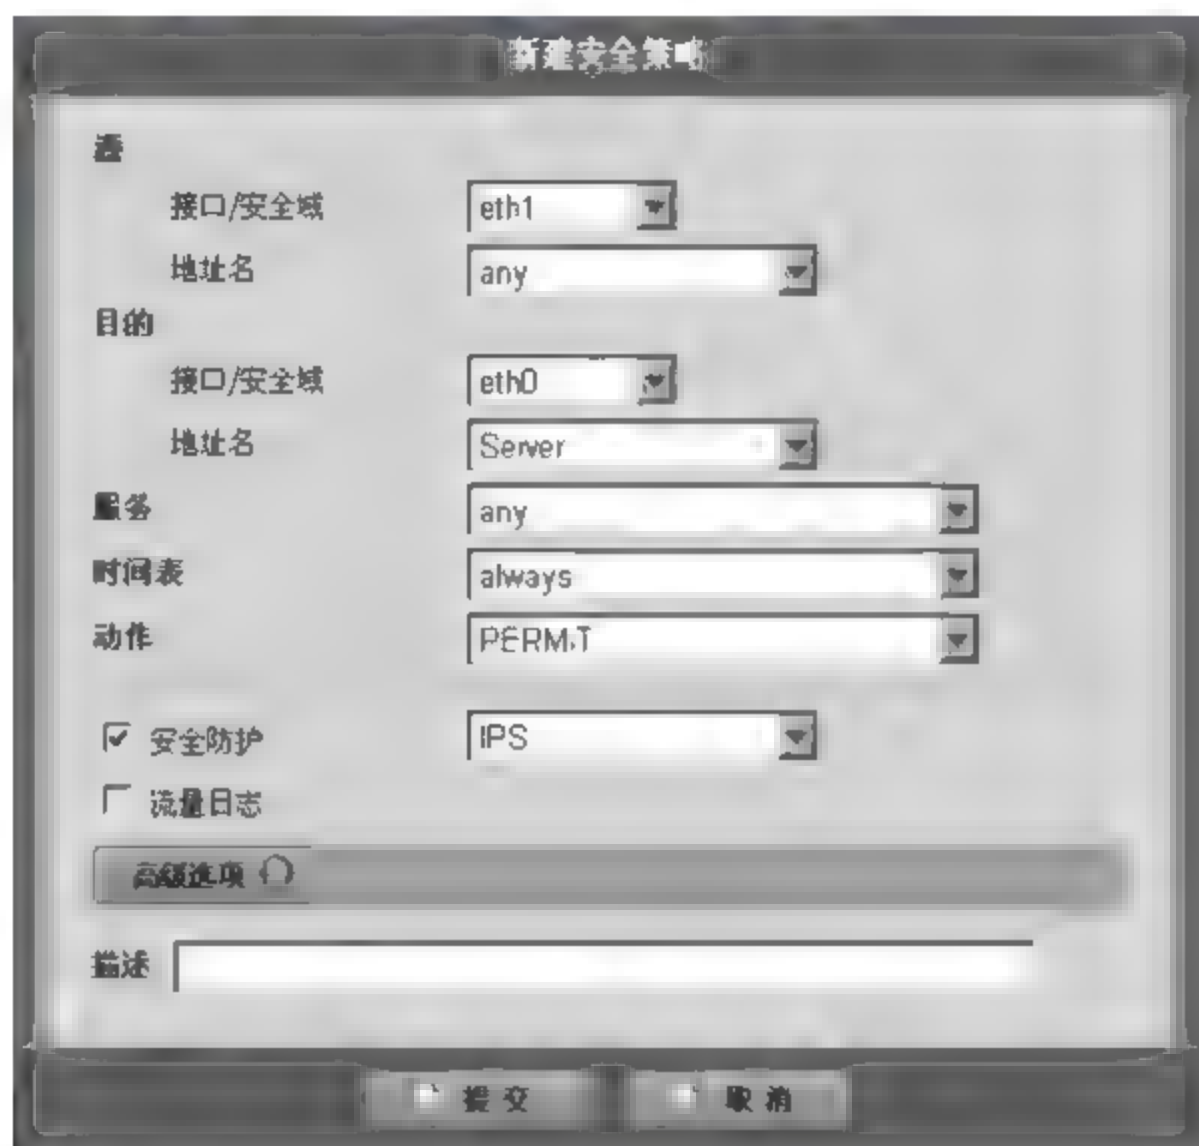 新建安全策略
源
接口/安全域 eth1
地址名 any
目的
接口/安全域 eth0
地址名 Server
服务 any
时间表 always
动作 PERMIT
安全防护 IPS
流量日志
高级选项
描述
提交 取消